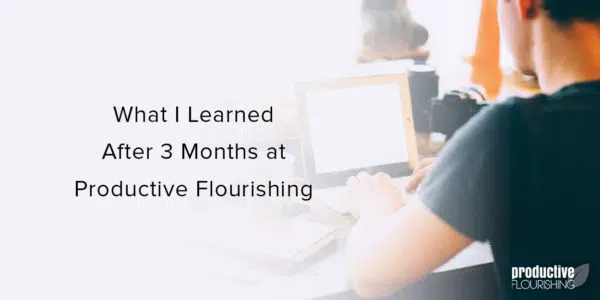 What I Learned
After 3 Months at
Productive Flourishing
productive
FLOURISHING